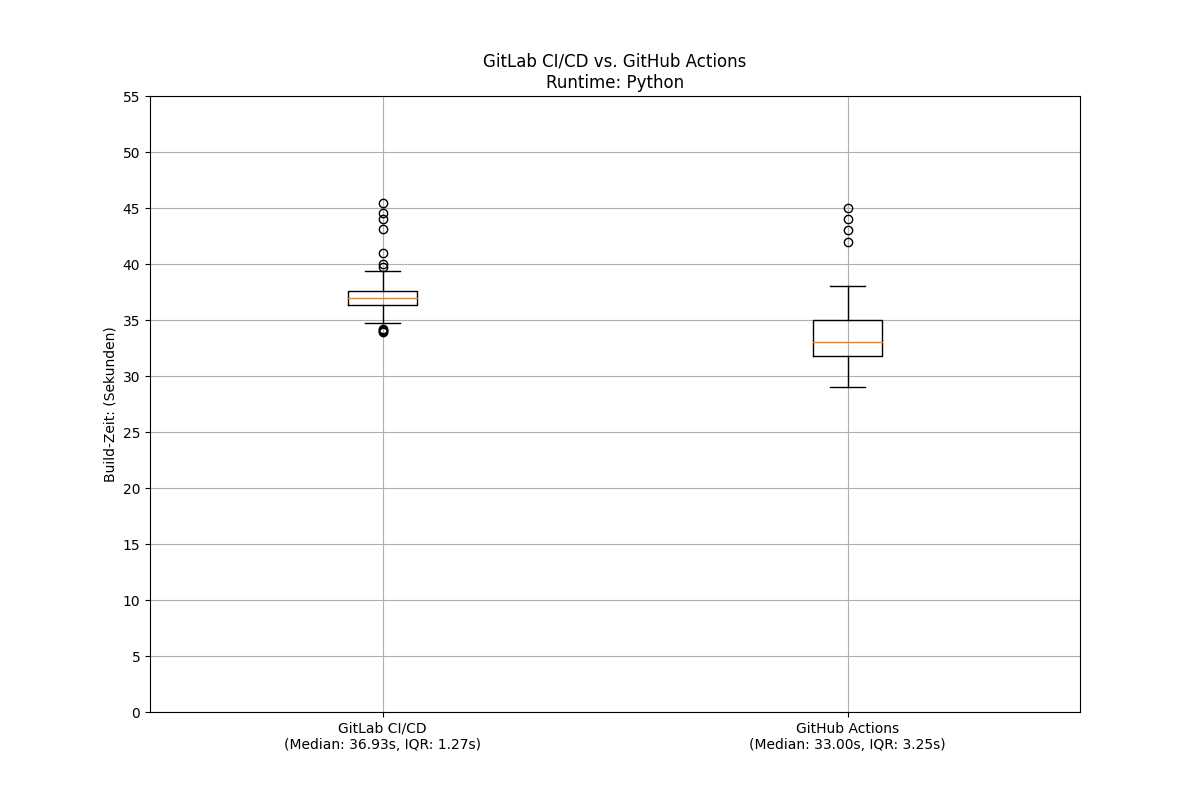 GitLab CI/CD vs. GitHub Actions
Runtime: Python
55
50
45
40
35
30
25
20
15
10
5
0
Build-Zeit: (Sekunden)
GitLab CI/CD
(Median: 36.93s, IQR: 1.27s)
GitHub Actions
(Median: 33.00s, IQR: 3.25s)